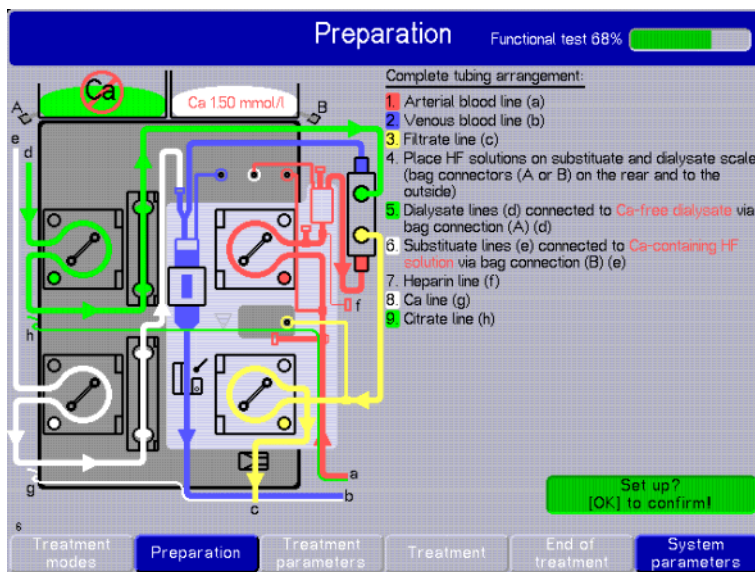 Preparation
Functional test 68%
Ca
Ca 1.50 mmol/l
A
B
e
d
h
g
f
a
b
c
Complete tubing arrangement:
1. Arterial blood line (a)
2. Venous blood line (b)
3. Filtrate line (c)
4. Place HF solutions on substituate and dialysate scale
(bag connectors (A or B) on the rear and to the
outside)
5. Dialysate lines (d) connected to Ca-free dialysate via
bag connection (A) (d)
6. Substituate lines (e) connected to Ca-containing HF
solution via bag connection (B) (e)
7. Heparin line (f)
8. Ca line (g)
9. Citrate line (h)
Set up?
[OK] to confirm!
6
Treatment
modes
Preparation
Treatment
parameters
Treatment
End of
treatment
System
parameters